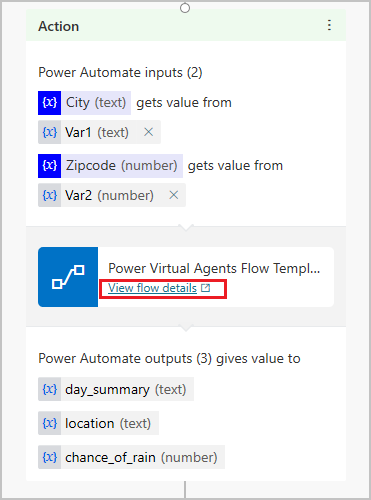 Action
Power Automate inputs (2)
{x} City (text) gets value from
{x} Var1 (text) ×
{x} Zipcode (number) gets value from
{x} Var2 (number) ×
Power Virtual Agents Flow Templ...
View flow details
Power Automate outputs (3) gives value to
{x} day_summary (text)
{x} location (text)
{x} chance_of_rain (number)